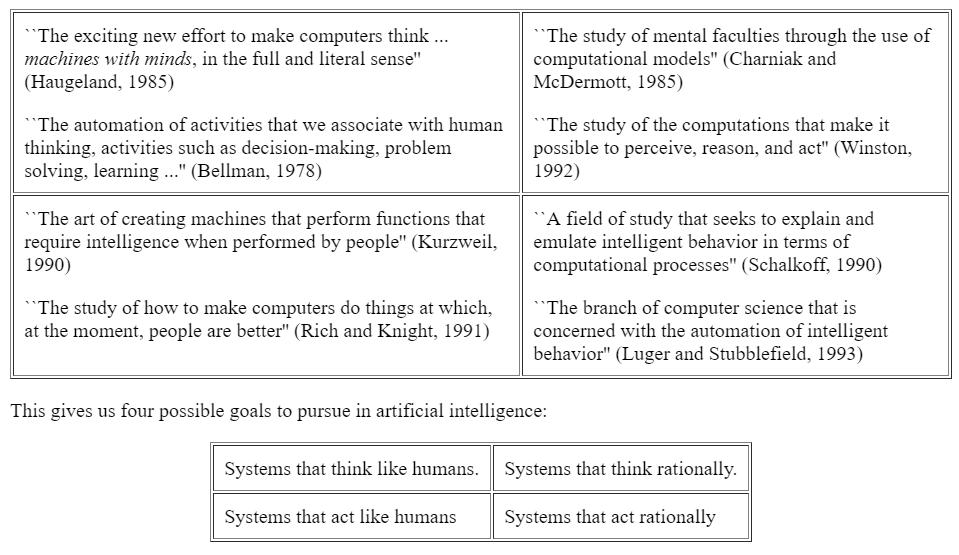 ``The exciting new effort to make computers think ...
machines with minds, in the full and literal sense''
(Haugeland, 1985)
``The automation of activities that we associate with human
thinking, activities such as decision-making, problem
solving, learning ...'' (Bellman, 1978)
``The study of mental faculties through the use of
computational models'' (Charniak and
McDermott, 1985)
``The study of the computations that make it
possible to perceive, reason, and act'' (Winston,
1992)
``The art of creating machines that perform functions that
require intelligence when performed by people'' (Kurzweil,
1990)
``The study of how to make computers do things at which,
at the moment, people are better'' (Rich and Knight, 1991)
``A field of study that seeks to explain and
emulate intelligent behavior in terms of
computational processes'' (Schalkoff, 1990)
``The branch of computer science that is
concerned with the automation of intelligent
behavior'' (Luger and Stubblefield, 1993)
This gives us four possible goals to pursue in artificial intelligence:
Systems that think like humans.
Systems that think rationally.
Systems that act like humans
Systems that act rationally